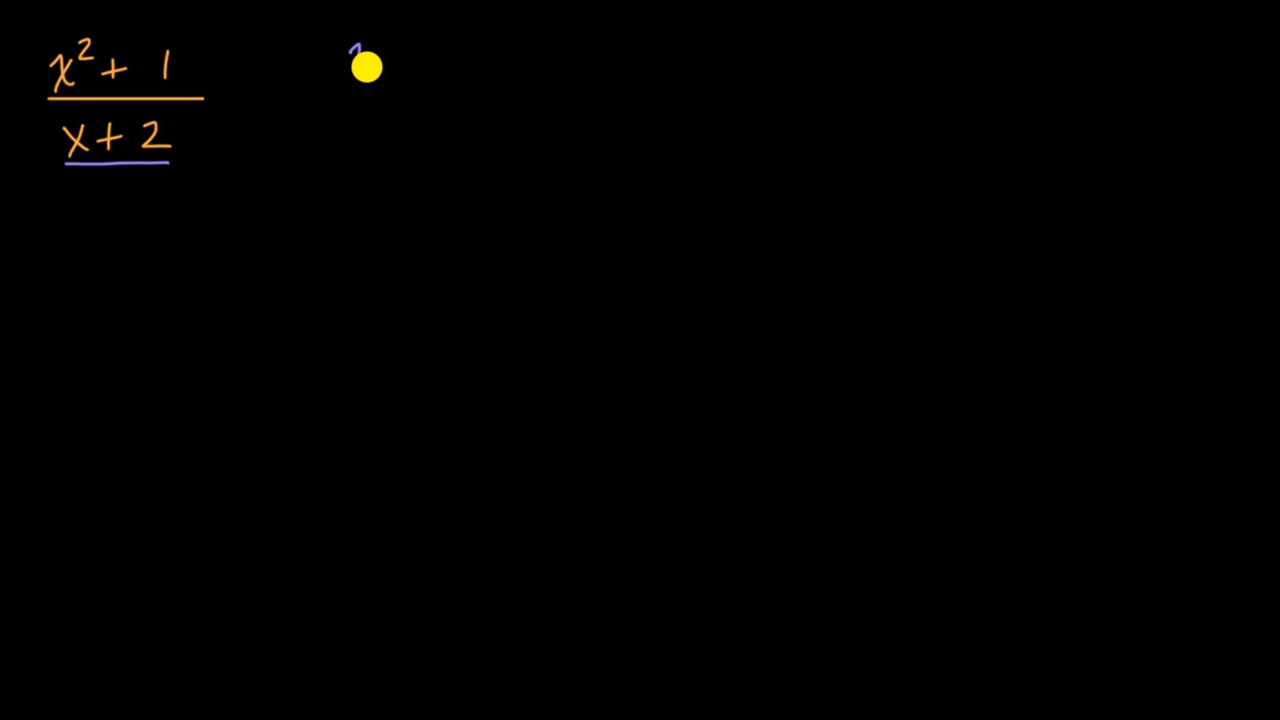 x² + 1
x + 2